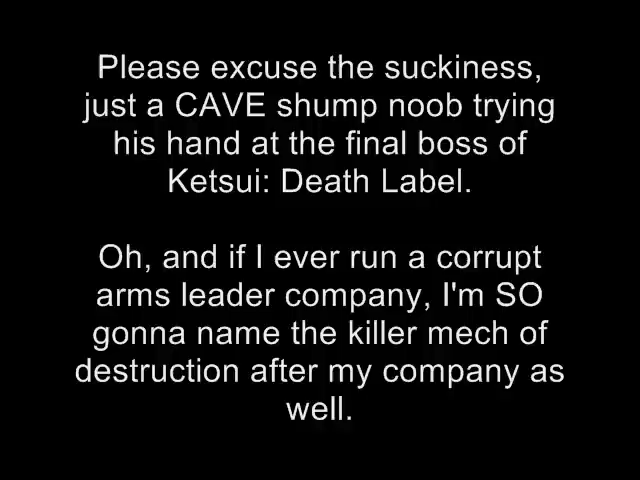 Please excuse the suckiness,
just a CAVE shump noob trying
his hand at the final boss of
Ketsui: Death Label.
Oh, and if I ever run a corrupt
arms leader company, I'm SO
gonna name the killer mech of
destruction after my company as
well.